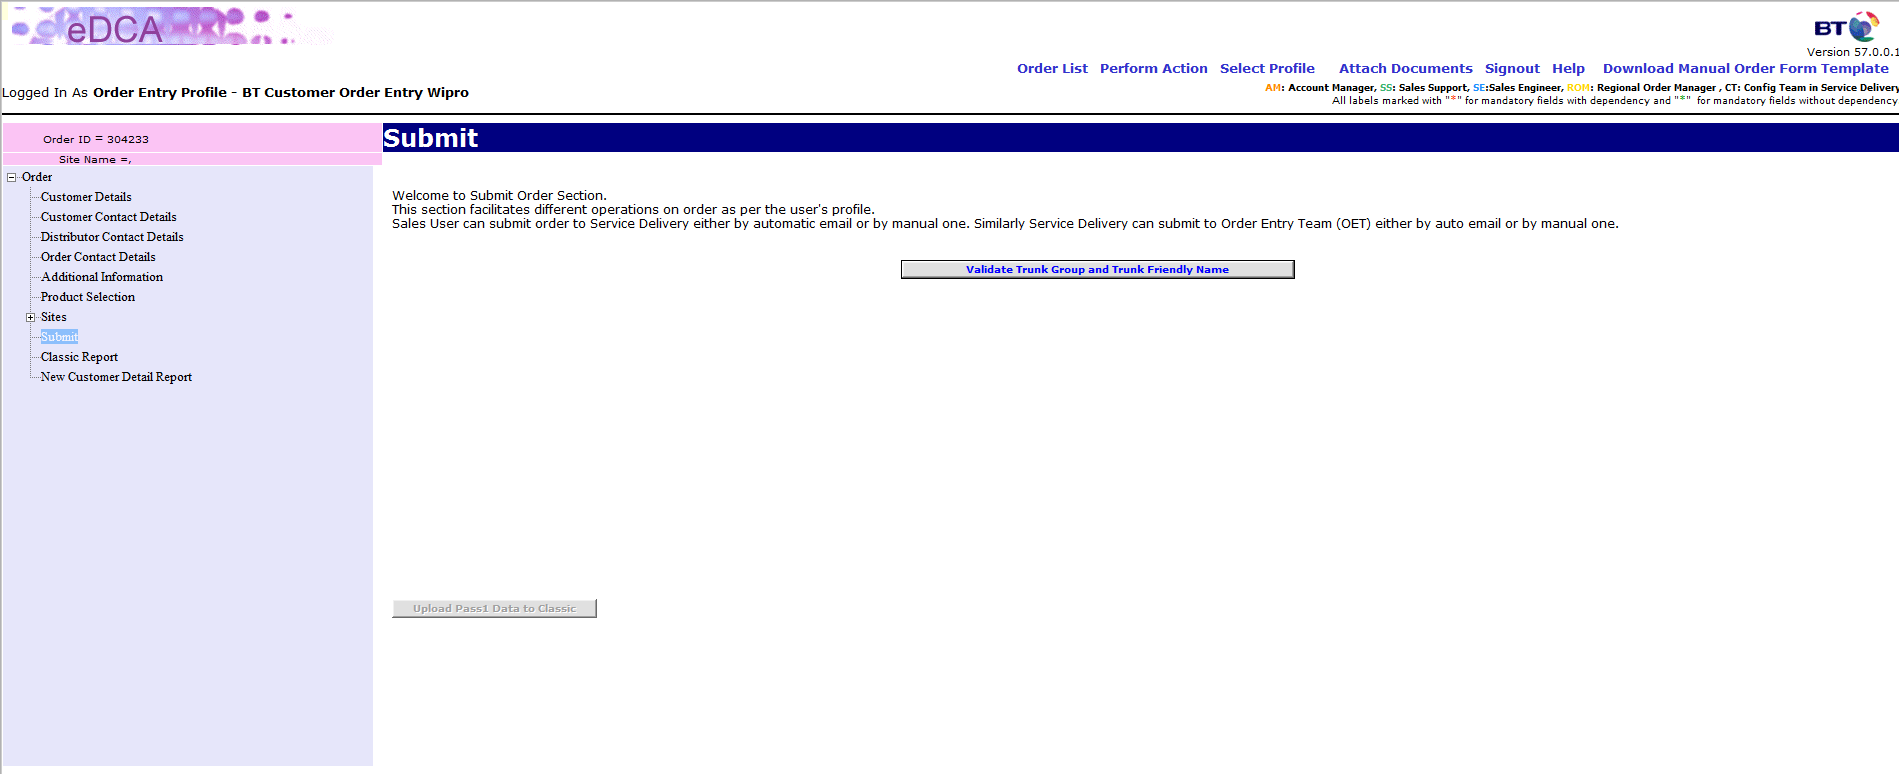 eDCA
BT
Version 57.0.0.1
Order List Perform Action Select Profile Attach Documents Signout Help Download Manual Order Form Template
Logged In As Order Entry Profile - BT Customer Order Entry Wipro
AM: Account Manager, SS: Sales Support, SE:Sales Engineer, ROM: Regional Order Manager , CT: Config Team in Service Delivery
All labels marked with "*" for mandatory fields with dependency and "*" for mandatory fields without dependency
Order ID = 304233
Site Name =,
Submit
Order
Customer Details
Customer Contact Details
Distributor Contact Details
Order Contact Details
Additional Information
Product Selection
Sites
Submit
Classic Report
New Customer Detail Report
Welcome to Submit Order Section.
This section facilitates different operations on order as per the user's profile.
Sales User can submit order to Service Delivery either by automatic email or by manual one. Similarly Service Delivery can submit to Order Entry Team (OET) either by auto email or by manual one.
Validate Trunk Group and Trunk Friendly Name
Upload Pass1 Data to Classic